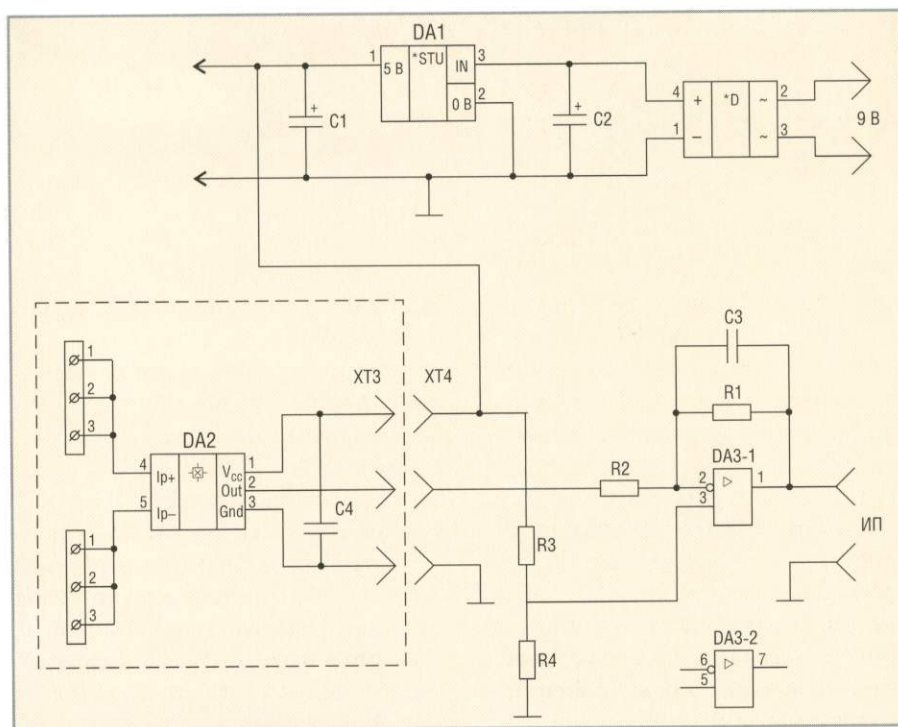 DA1
1 5 В *STU IN 3
0 В 2
+ C1
+ C2
4 + *D ~ 2
1 – ~ 3
9 В
C3
R1
1
2
3
XT3 XT4
DA2
4 Ip+ Vcc 1
Out 2
5 Ip– Gnd 3
C4
R2
DA3-1
2 ▷ 1
3
ИП
1
2
3
R3
R4
DA3-2
6 ▷ 7
5